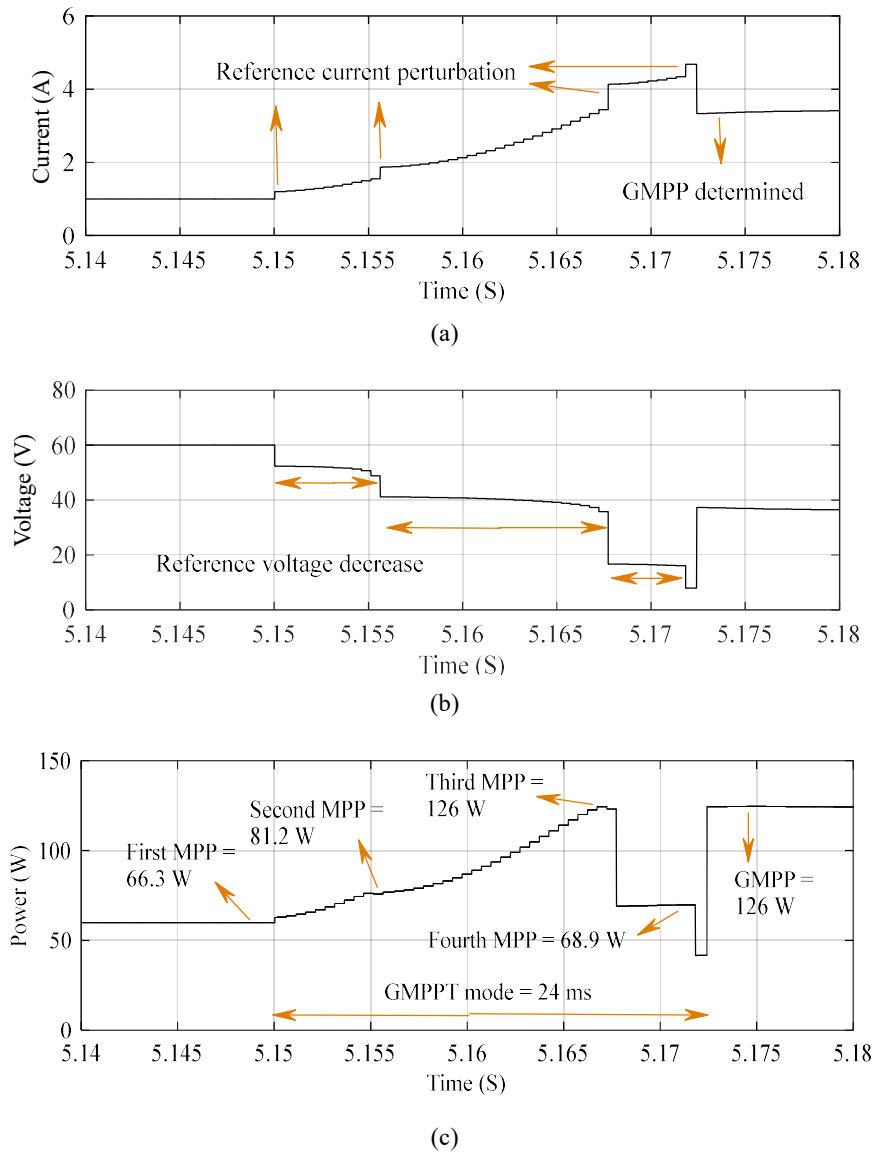 6
4
2
0
Current (A)
Reference current perturbation
GMPP determined
5.14 5.145 5.15 5.155 5.16 5.165 5.17 5.175 5.18
Time (S)
(a)
80
60
40
20
0
Voltage (V)
Reference voltage decrease
5.14 5.145 5.15 5.155 5.16 5.165 5.17 5.175 5.18
Time (S)
(b)
150
100
50
0
Power (W)
First MPP =
66.3 W
Second MPP =
81.2 W
Third MPP =
126 W
Fourth MPP = 68.9 W
GMPP =
126 W
GMPPT mode = 24 ms
5.14 5.145 5.15 5.155 5.16 5.165 5.17 5.175 5.18
Time (S)
(c)